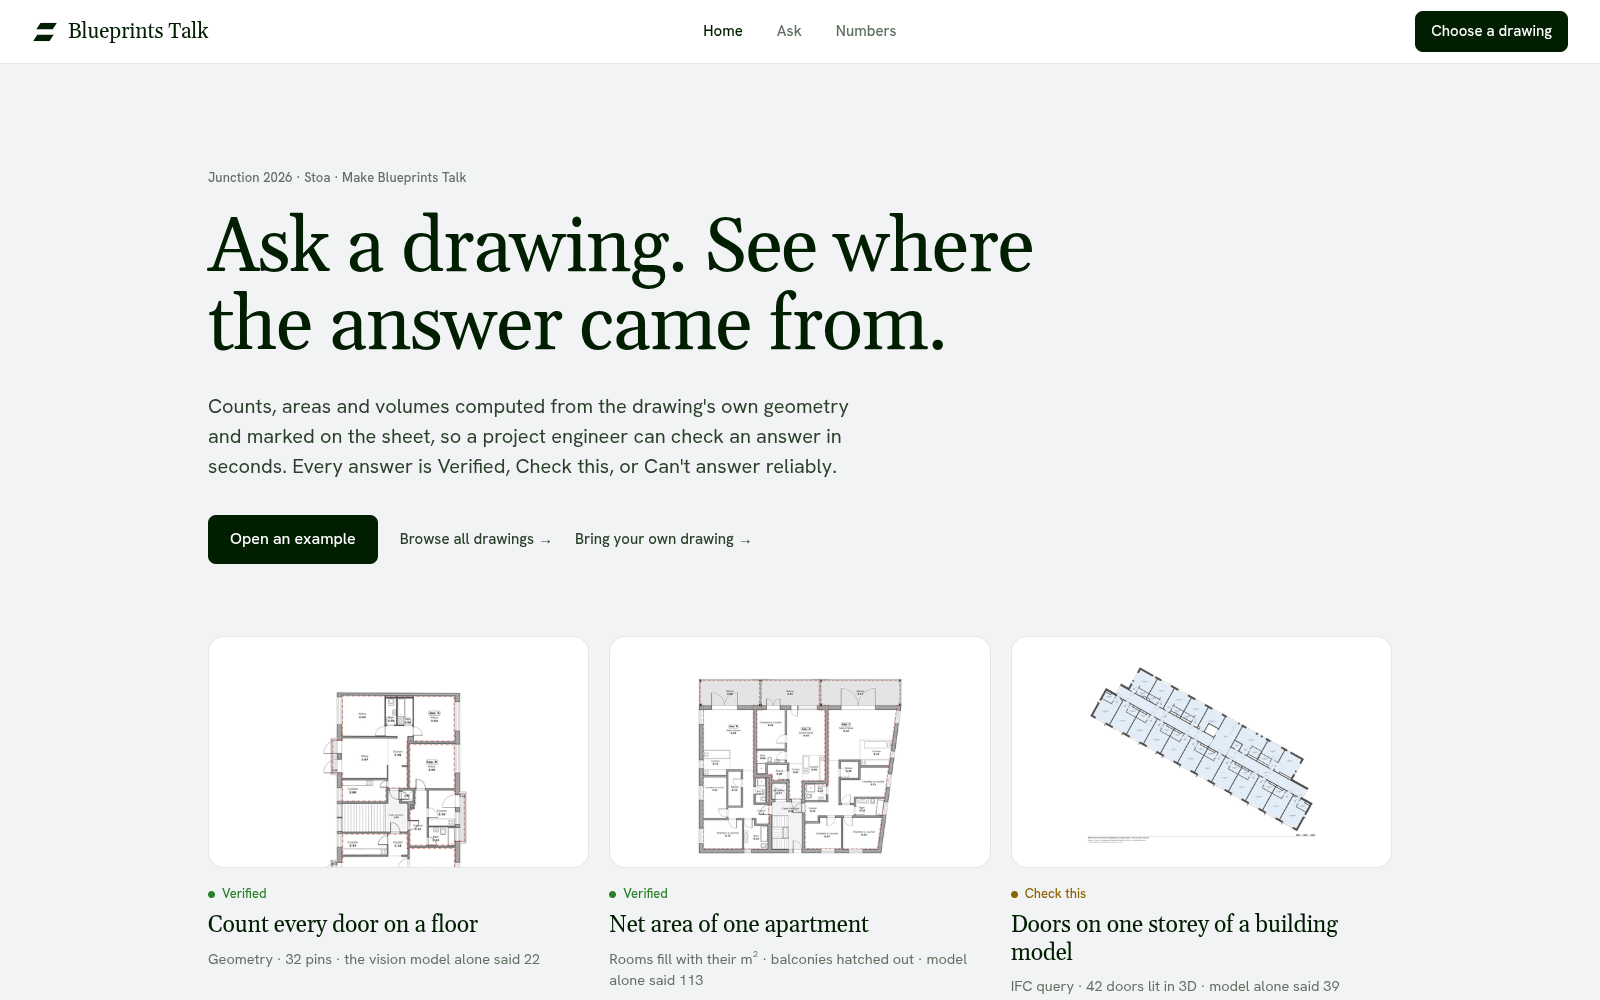 Blueprints Talk
Home
Ask
Numbers
Choose a drawing
Junction 2026 · Stoa · Make Blueprints Talk
Ask a drawing. See where
the answer came from.
Counts, areas and volumes computed from the drawing's own geometry
and marked on the sheet, so a project engineer can check an answer in
seconds. Every answer is Verified, Check this, or Can't answer reliably.
Open an example
Browse all drawings →
Bring your own drawing →
Verified
Count every door on a floor
Geometry · 32 pins · the vision model alone said 22
Verified
Net area of one apartment
Rooms fill with their m² · balconies hatched out · model
alone said 113
Check this
Doors on one storey of a building
model
IFC query · 42 doors lit in 3D · model alone said 39